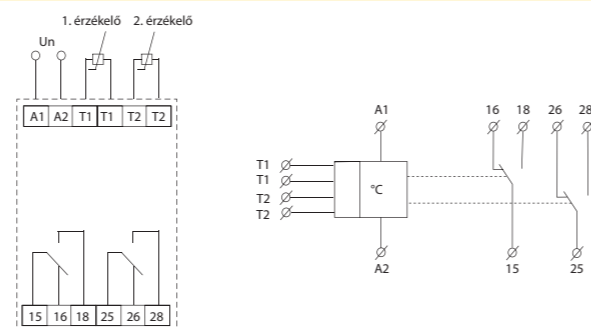 1. érzékelő 2. érzékelő
Un
A1 A2 T1 T1 T2 T2
15 16 18 25 26 28
A1 16 18 26 28
T1
T1
T2
T2
°C
A2 15 25